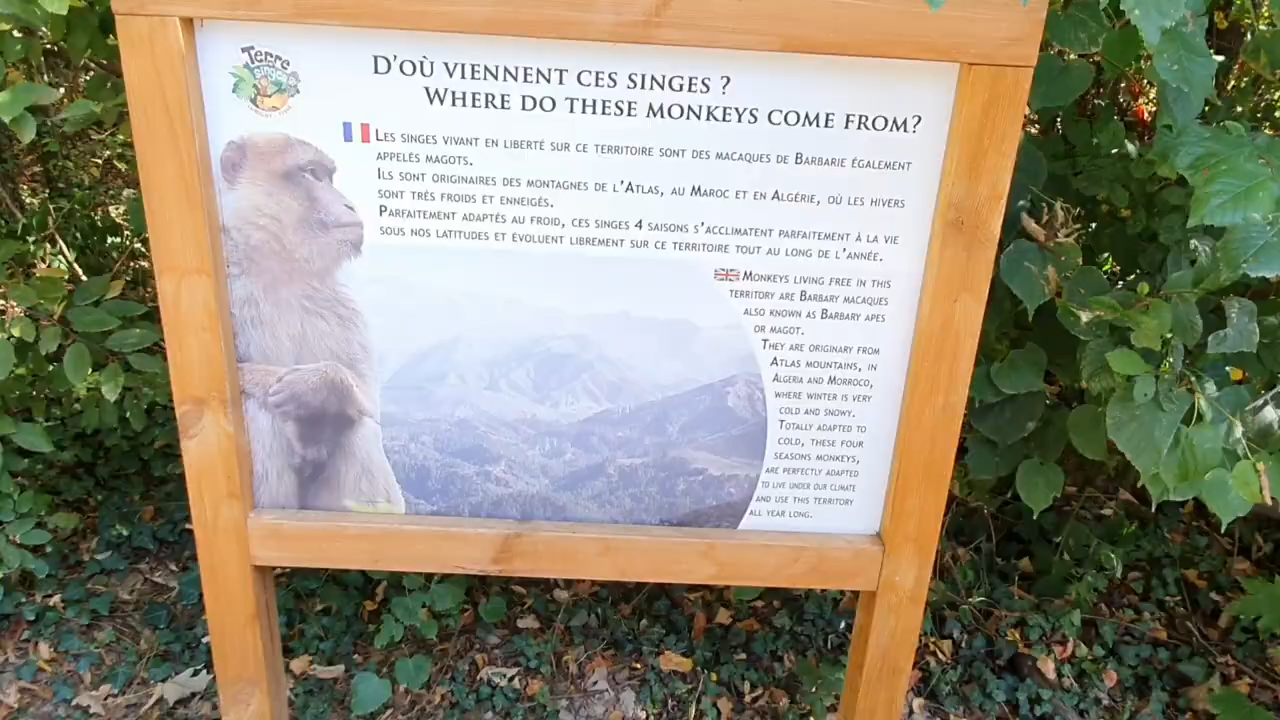 Terre
singes
D'OÙ VIENNENT CES SINGES ?
WHERE DO THESE MONKEYS COME FROM?
LES SINGES VIVANT EN LIBERTÉ SUR CE TERRITOIRE SONT DES MACAQUES DE BARBARIE ÉGALEMENT
APPELÉS MAGOTS.
ILS SONT ORIGINAIRES DES MONTAGNES DE L'ATLAS, AU MAROC ET EN ALGÉRIE, OÙ LES HIVERS
SONT TRÈS FROIDS ET ENNEIGÉS.
PARFAITEMENT ADAPTÉS AU FROID, CES SINGES 4 SAISONS S'ACCLIMATENT PARFAITEMENT À LA VIE
SOUS NOS LATITUDES ET ÉVOLUENT LIBREMENT SUR CE TERRITOIRE TOUT AU LONG DE L'ANNÉE.
MONKEYS LIVING FREE IN THIS
TERRITORY ARE BARBARY MACAQUES
ALSO KNOWN AS BARBARY APES
OR MAGOT.
THEY ARE ORIGINARY FROM
ATLAS MOUNTAINS, IN
ALGERIA AND MORROCO,
WHERE WINTER IS VERY
COLD AND SNOWY.
TOTALLY ADAPTED TO
COLD, THESE FOUR
SEASONS MONKEYS,
ARE PERFECTLY ADAPTED
TO LIVE UNDER OUR CLIMATE
AND USE THIS TERRITORY
ALL YEAR LONG.